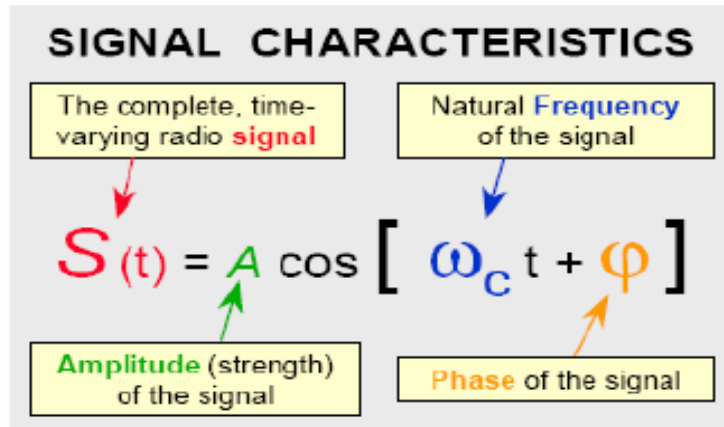 SIGNAL CHARACTERISTICS
The complete, time-
varying radio signal
Natural Frequency
of the signal
S (t) = A cos [ ω_c t + φ ]
Amplitude (strength)
of the signal
Phase of the signal